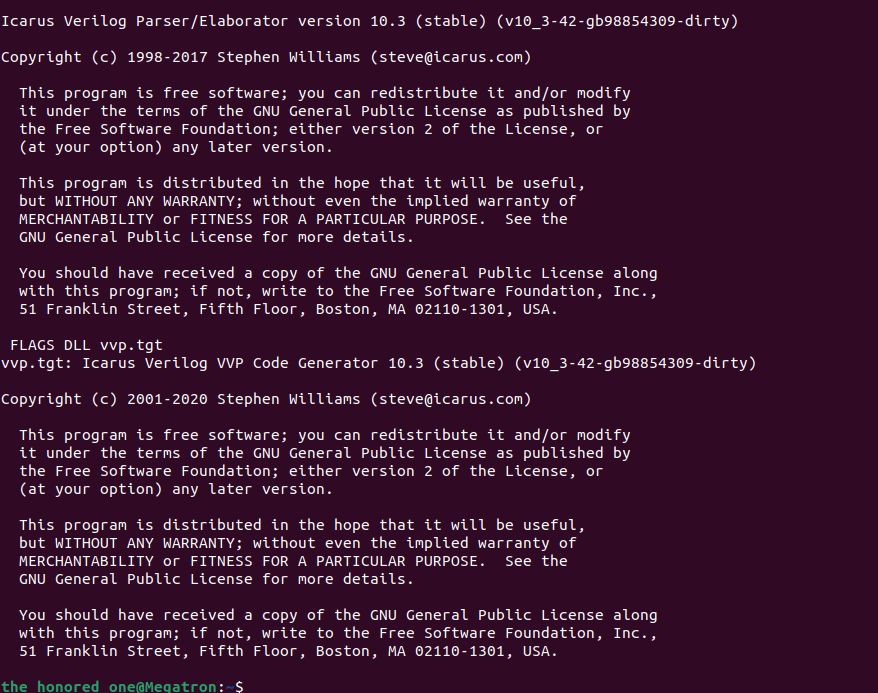 Icarus Verilog Parser/Elaborator version 10.3 (stable) (v10_3-42-gb98854309-dirty)
Copyright (c) 1998-2017 Stephen Williams (steve@icarus.com)
This program is free software; you can redistribute it and/or modify
it under the terms of the GNU General Public License as published by
the Free Software Foundation; either version 2 of the License, or
(at your option) any later version.
This program is distributed in the hope that it will be useful,
but WITHOUT ANY WARRANTY; without even the implied warranty of
MERCHANTABILITY or FITNESS FOR A PARTICULAR PURPOSE.  See the
GNU General Public License for more details.
You should have received a copy of the GNU General Public License along
with this program; if not, write to the Free Software Foundation, Inc.,
51 Franklin Street, Fifth Floor, Boston, MA 02110-1301, USA.
FLAGS DLL vvp.tgt
vvp.tgt: Icarus Verilog VVP Code Generator 10.3 (stable) (v10_3-42-gb98854309-dirty)
Copyright (c) 2001-2020 Stephen Williams (steve@icarus.com)
This program is free software; you can redistribute it and/or modify
it under the terms of the GNU General Public License as published by
the Free Software Foundation; either version 2 of the License, or
(at your option) any later version.
This program is distributed in the hope that it will be useful,
but WITHOUT ANY WARRANTY; without even the implied warranty of
MERCHANTABILITY or FITNESS FOR A PARTICULAR PURPOSE.  See the
GNU General Public License for more details.
You should have received a copy of the GNU General Public License along
with this program; if not, write to the Free Software Foundation, Inc.,
51 Franklin Street, Fifth Floor, Boston, MA 02110-1301, USA.
the_honored_one@Megatron:~$